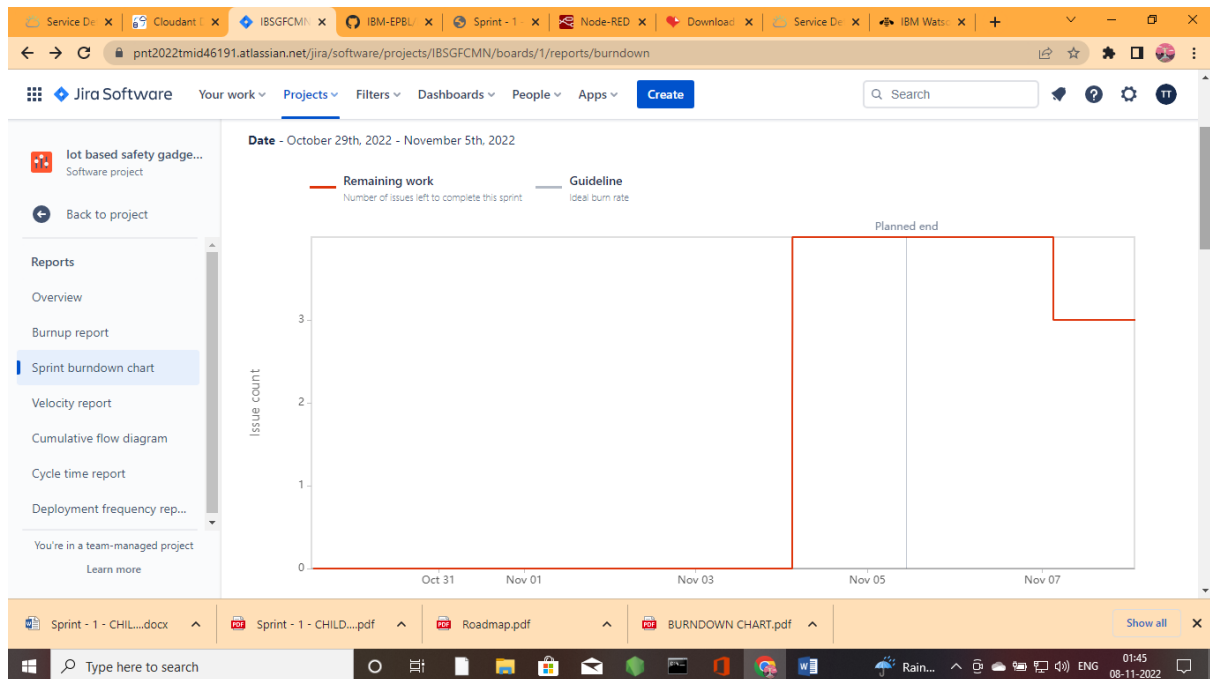 Service De
Cloudant D
IBSGFCMN
IBM-EPBL/
Sprint - 1 -
Node-RED
Download
Service De
IBM Watso
pnt2022tmid46191.atlassian.net/jira/software/projects/IBSGFCMN/boards/1/reports/burndown
Jira Software
Your work
Projects
Filters
Dashboards
People
Apps
Create
Search
TT
Iot based safety gadge...
Software project
Back to project
Reports
Overview
Burnup report
Sprint burndown chart
Velocity report
Cumulative flow diagram
Cycle time report
Deployment frequency rep...
You're in a team-managed project
Learn more
Date - October 29th, 2022 - November 5th, 2022
Remaining work
Number of issues left to complete this sprint
Guideline
Ideal burn rate
Planned end
Issue count
3
2
1
0
Oct 31
Nov 01
Nov 03
Nov 05
Nov 07
Sprint - 1 - CHIL....docx
Sprint - 1 - CHILD....pdf
Roadmap.pdf
BURNDOWN CHART.pdf
Show all
Type here to search
Rain...
ENG
01:45
08-11-2022